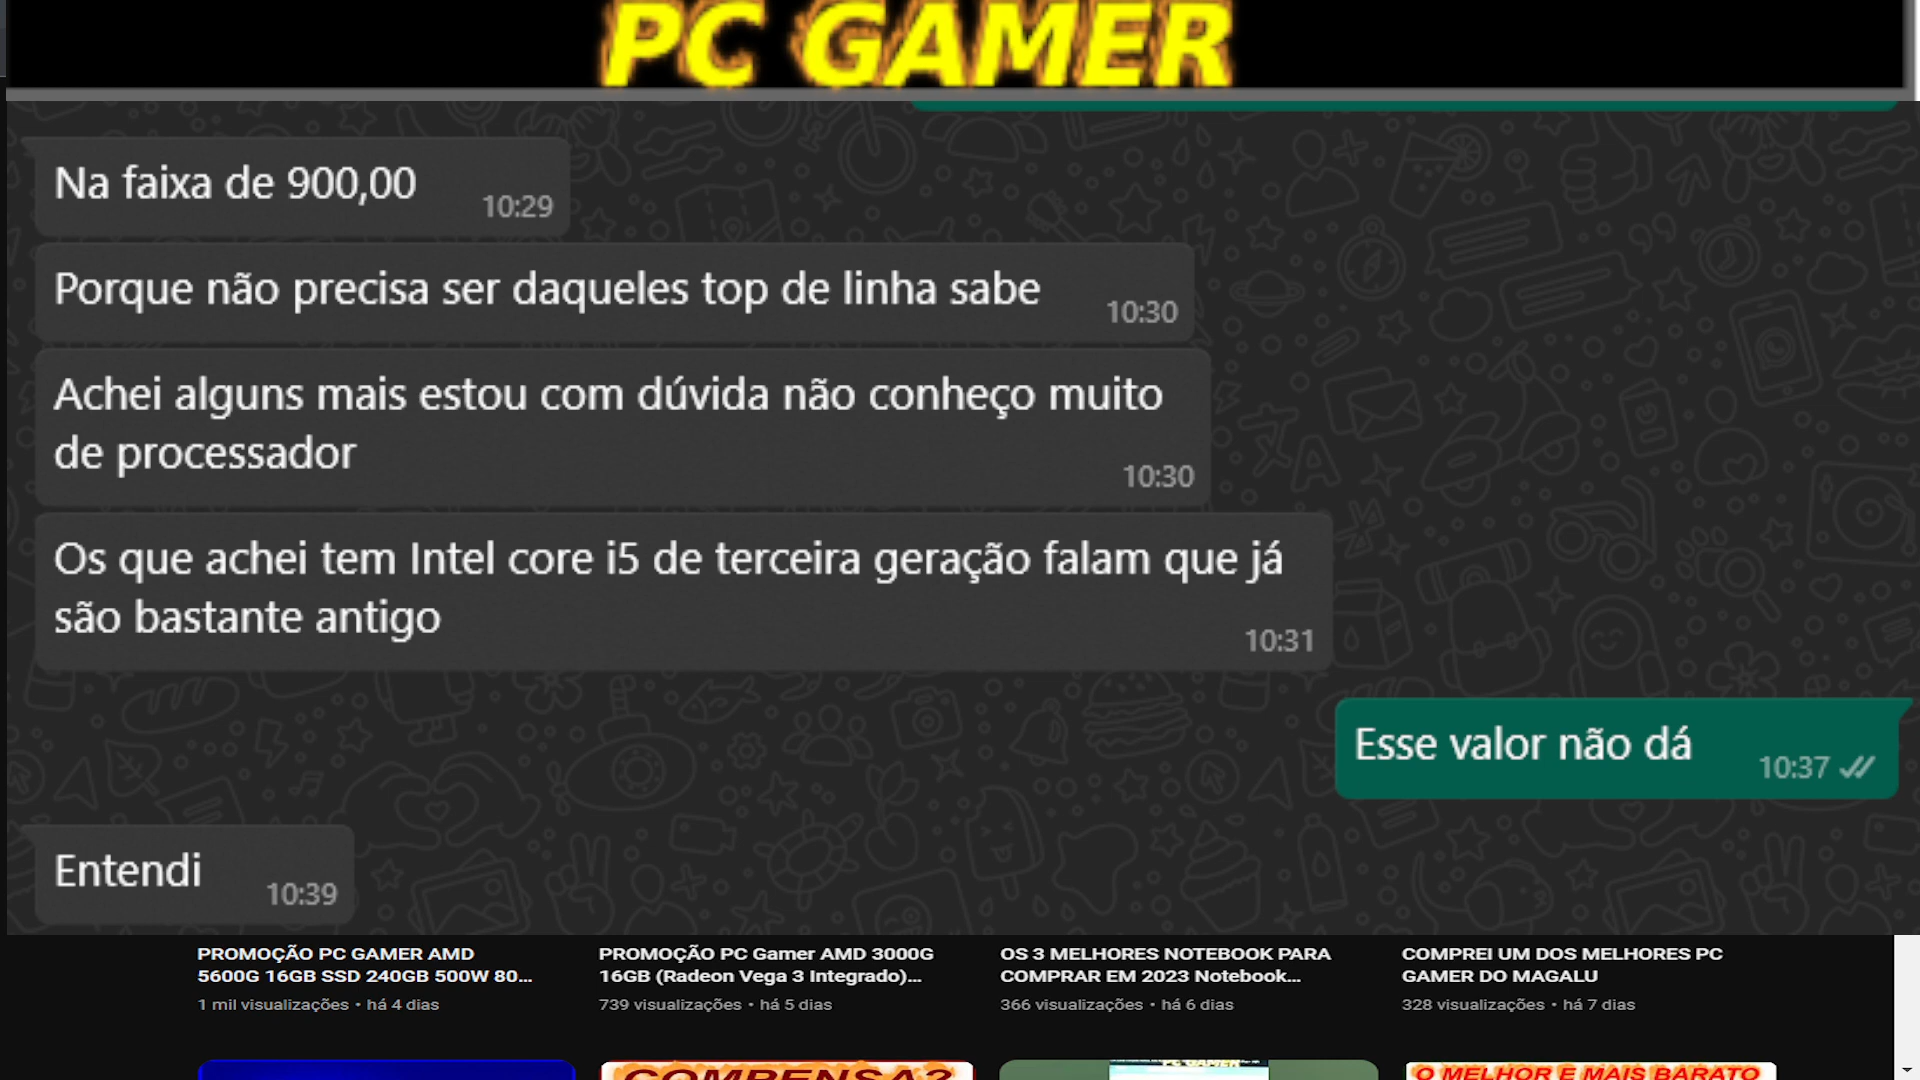 PC GAMER
Na faixa de 900,00
10:29
Porque não precisa ser daqueles top de linha sabe
10:30
Achei alguns mais estou com dúvida não conheço muito
de processador
10:30
Os que achei tem Intel core i5 de terceira geração falam que já
são bastante antigo
10:31
Esse valor não dá
10:37
Entendi
10:39
PROMOÇÃO PC GAMER AMD
5600G 16GB SSD 240GB 500W 80...
1 mil visualizações • há 4 dias
PROMOÇÃO PC Gamer AMD 3000G
16GB (Radeon Vega 3 Integrado)...
739 visualizações • há 5 dias
OS 3 MELHORES NOTEBOOK PARA
COMPRAR EM 2023 Notebook...
366 visualizações • há 6 dias
COMPREI UM DOS MELHORES PC
GAMER DO MAGALU
328 visualizações • há 7 dias
COMPENSA?
PC GAMER
O MELHOR E MAIS BARATO